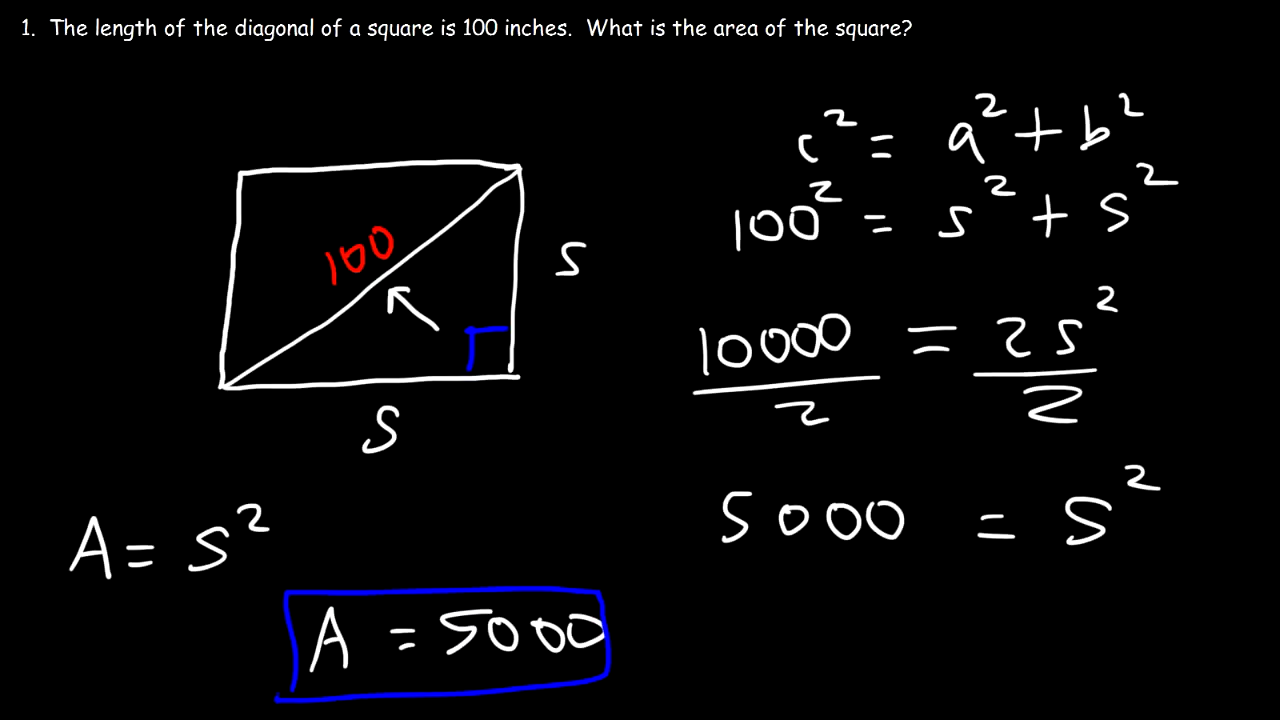 1. The length of the diagonal of a square is 100 inches. What is the area of the square?
100
s
s
A = s²
A = 5000
c² = a² + b²
100² = s² + s²
10000 = 2s²
2 2
5000 = s²